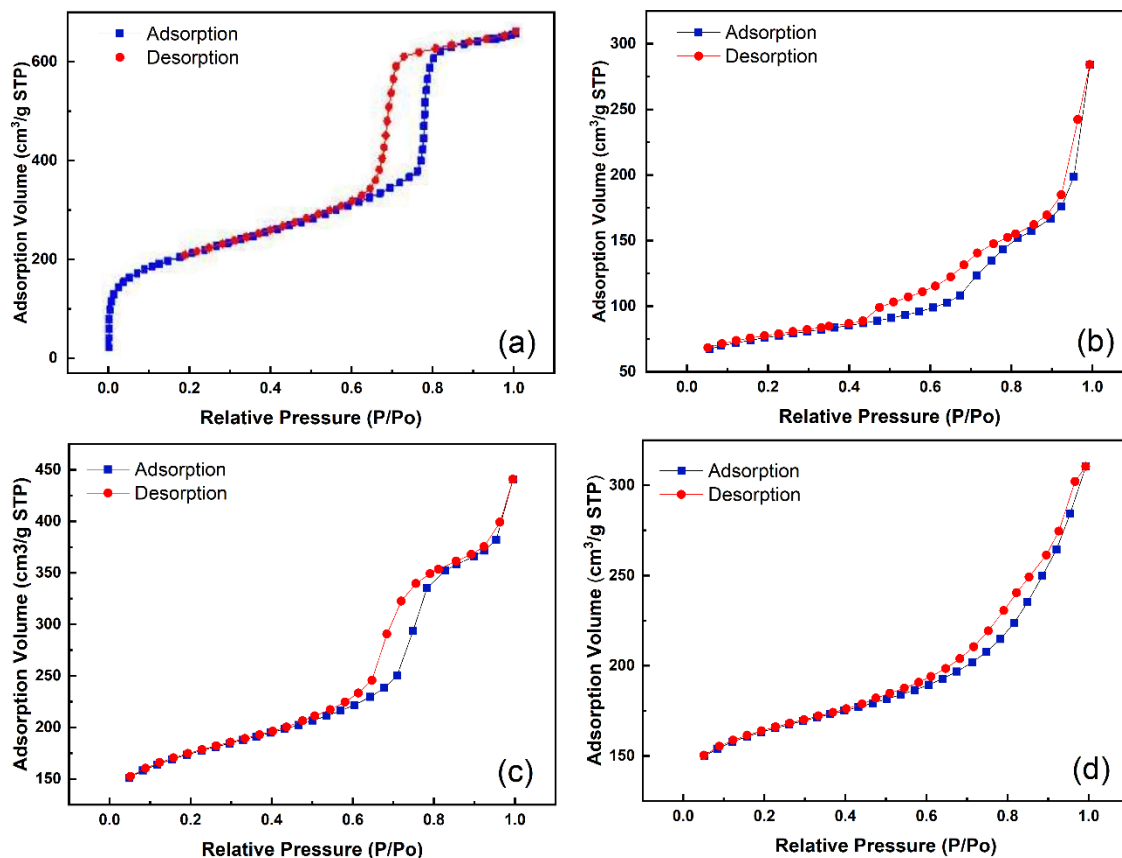 Adsorption
Desorption
Adsorption Volume (cm³/g STP)
600
400
200
0
0.0 0.2 0.4 0.6 0.8 1.0
Relative Pressure (P/Po)
(a)
Adsorption
Desorption
Adsorption Volume (cm³/g STP)
300
250
200
150
100
50
0.0 0.2 0.4 0.6 0.8 1.0
Relative Pressure (P/Po)
(b)
Adsorption
Desorption
Adsorption Volume (cm3/g STP)
450
400
350
300
250
200
150
0.0 0.2 0.4 0.6 0.8 1.0
Relative Pressure (P/Po)
(c)
Adsorption
Desorption
Adsorption Volume (cm³/g STP)
300
250
200
150
0.0 0.2 0.4 0.6 0.8 1.0
Relative Pressure (P/Po)
(d)